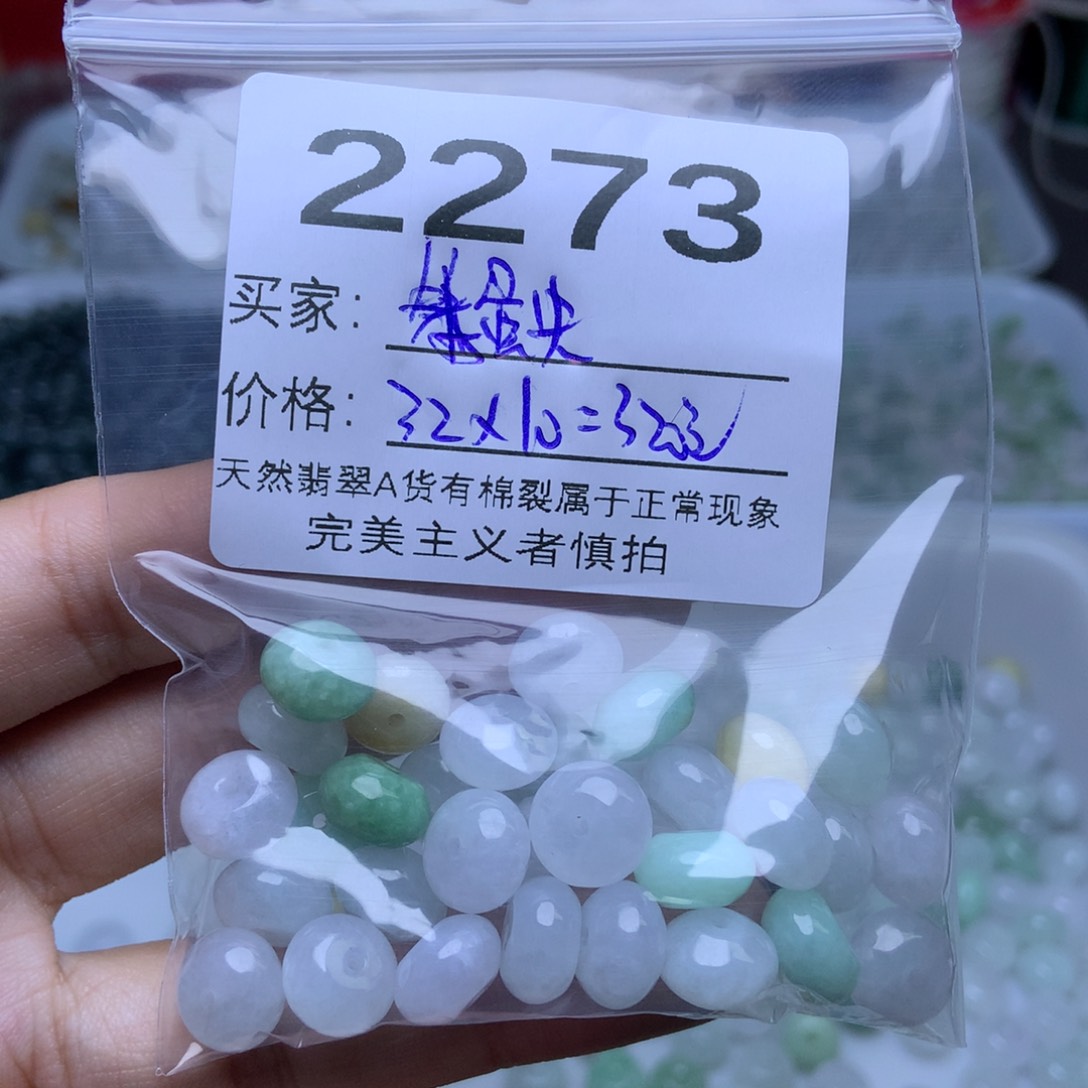 2273
买家：
价格：32×10=320
天然翡翠A货有棉裂属于正常现象
完美主义者慎拍